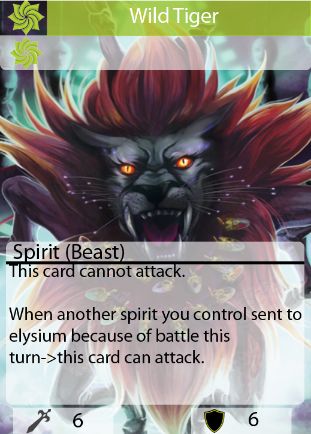 Wild Tiger
Spirit (Beast)
This card cannot attack.
When another spirit you control sent to
elysium because of battle this
turn->this card can attack.
6 6